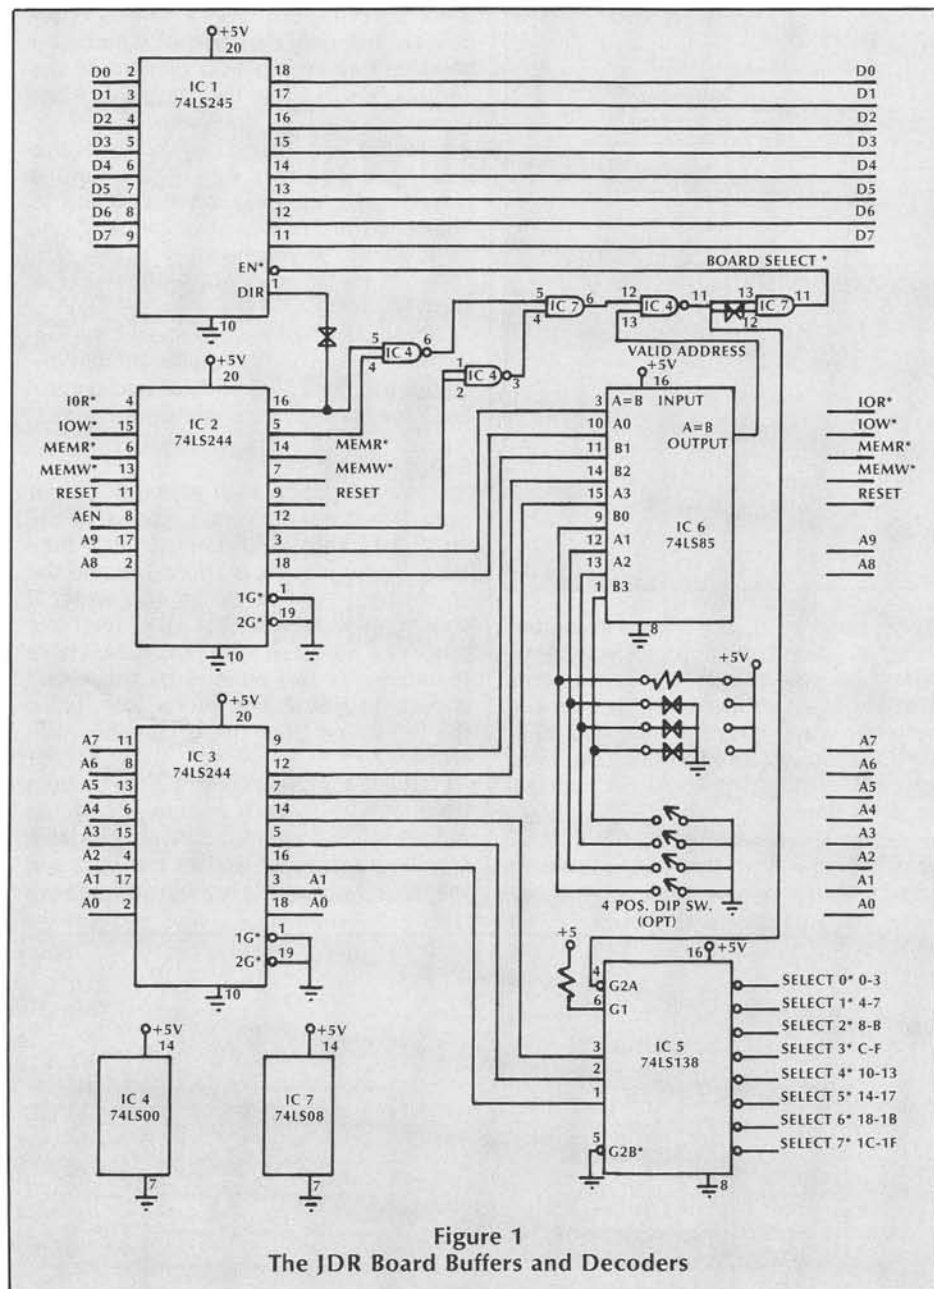 +5V
20
IC 1
74LS245
D0 2 18 D0
D1 3 17 D1
D2 4 16 D2
D3 5 15 D3
D4 6 14 D4
D5 7 13 D5
D6 8 12 D6
D7 9 11 D7
EN*
BOARD SELECT *
DIR 1
10
5 4 IC 4 6
1 2 IC 4 3
5 4 IC 7 6
12 13 IC 4 11
13 12 IC 7 11
VALID ADDRESS
+5V
20
IC 2
74LS244
I0R* 4 16
IOW* 15 5
MEMR* 6 14 MEMR*
MEMW* 13 7 MEMW*
RESET 11 9 RESET
AEN 8 12
A9 17 3
A8 2 18
1G* 1
2G* 19
10
+5V
16
3 A=B INPUT
10 A0
A=B
OUTPUT
11 B1
14 B2
15 A3
9 B0
IC 6
74LS85
12 A1
13 A2
1 B3
8
IOR*
IOW*
MEMR*
MEMW*
RESET
A9
A8
+5V
+5V
20
IC 3
74LS244
A7 11 9 A7
A6 8 12 A6
A5 13 7 A5
A4 6 14 A4
A3 15 5 A3
A2 4 16 A2
A1 17 3 A1 A1
A0 2 18 A0 A0
1G* 1
2G* 19
10
4 POS. DIP SW.
(OPT)
+5
+5V
16
4 G2A
6 G1
IC 5
74LS138
3
2
1
5 G2B*
8
SELECT 0* 0-3
SELECT 1* 4-7
SELECT 2* 8-B
SELECT 3* C-F
SELECT 4* 10-13
SELECT 5* 14-17
SELECT 6* 18-1B
SELECT 7* 1C-1F
+5V
14
IC 4
74LS00
7
+5V
14
IC 7
74LS08
7
Figure 1
The JDR Board Buffers and Decoders